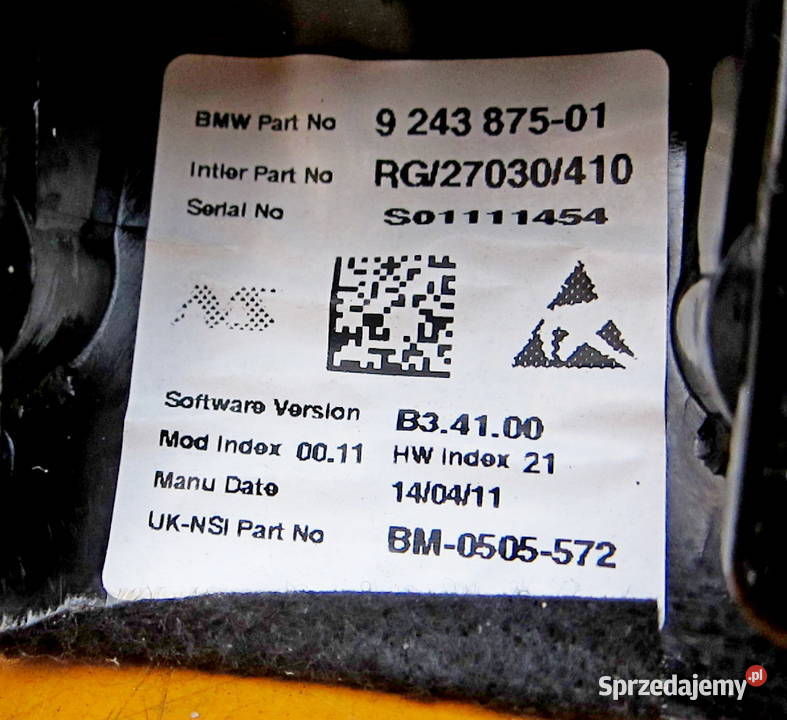 BMW Part No 9 243 875-01
Intier Part No RG/27030/410
Serial No S01111454
Software Version B3.41.00
Mod Index 00.11 HW Index 21
Manu Date 14/04/11
UK-NSI Part No BM-0505-572
Sprzedajemy.pl